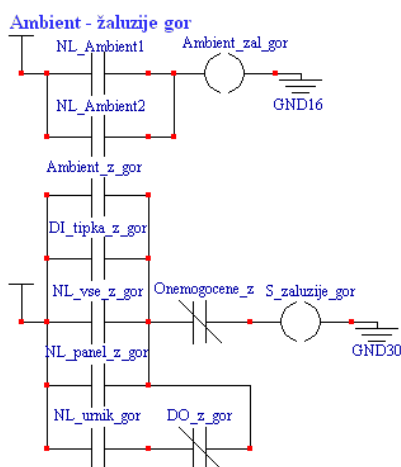 Ambient - žaluzije gor
NL_Ambient1 Ambient_zal_gor
NL_Ambient2 GND16
Ambient_z_gor
DI_tipka_z_gor
NL_vse_z_gor Onemogocene_z S_zaluzije_gor
NL_panel_z_gor GND30
NL_urnik_gor DO_z_gor